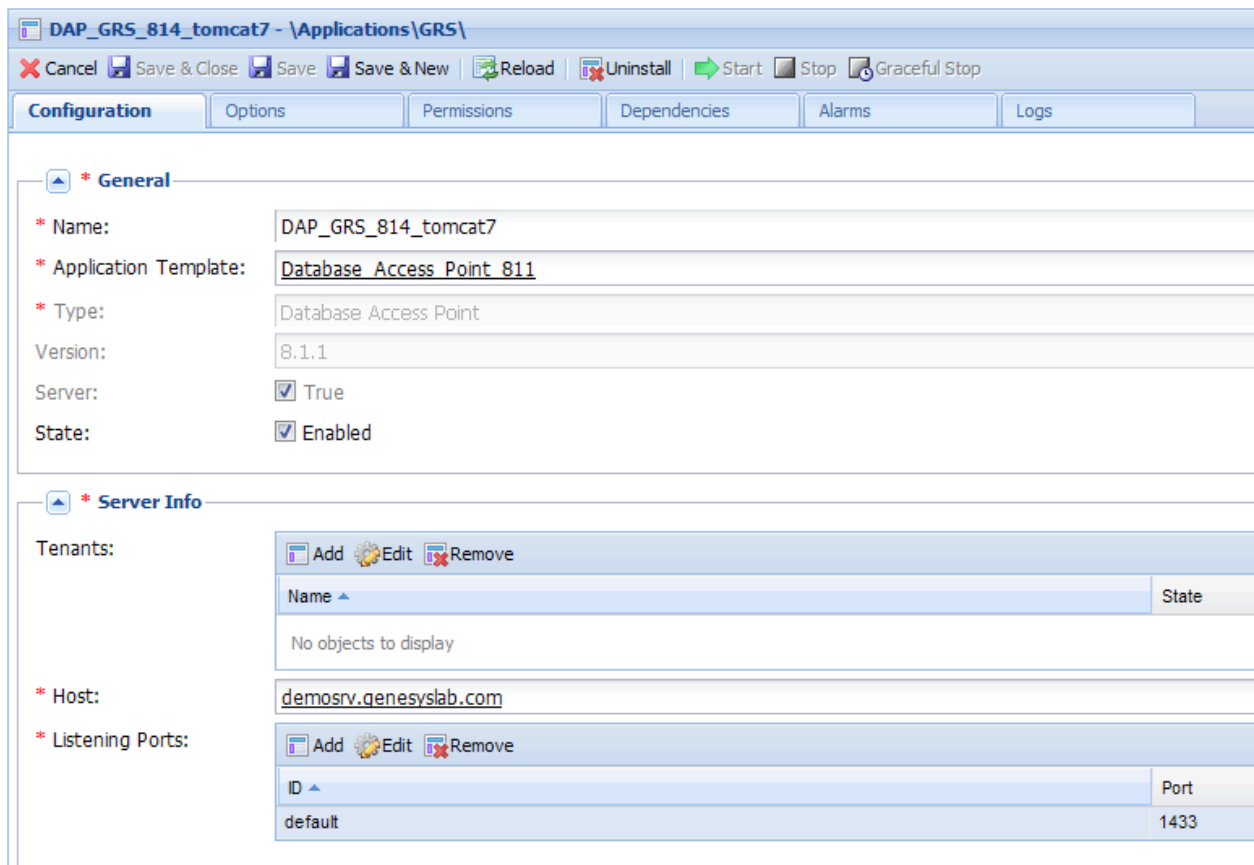 DAP_GRS_814_tomcat7 - \Applications\GRS\
Cancel Save & Close Save Save & New Reload Uninstall Start Stop Graceful Stop
Configuration Options Permissions Dependencies Alarms Logs
* General
* Name: DAP_GRS_814_tomcat7
* Application Template: Database_Access_Point_811
* Type: Database Access Point
Version: 8.1.1
Server: True
State: Enabled
* Server Info
Tenants: Add Edit Remove
Name State
No objects to display
* Host: demosrv.genesyslab.com
* Listening Ports: Add Edit Remove
ID Port
default 1433